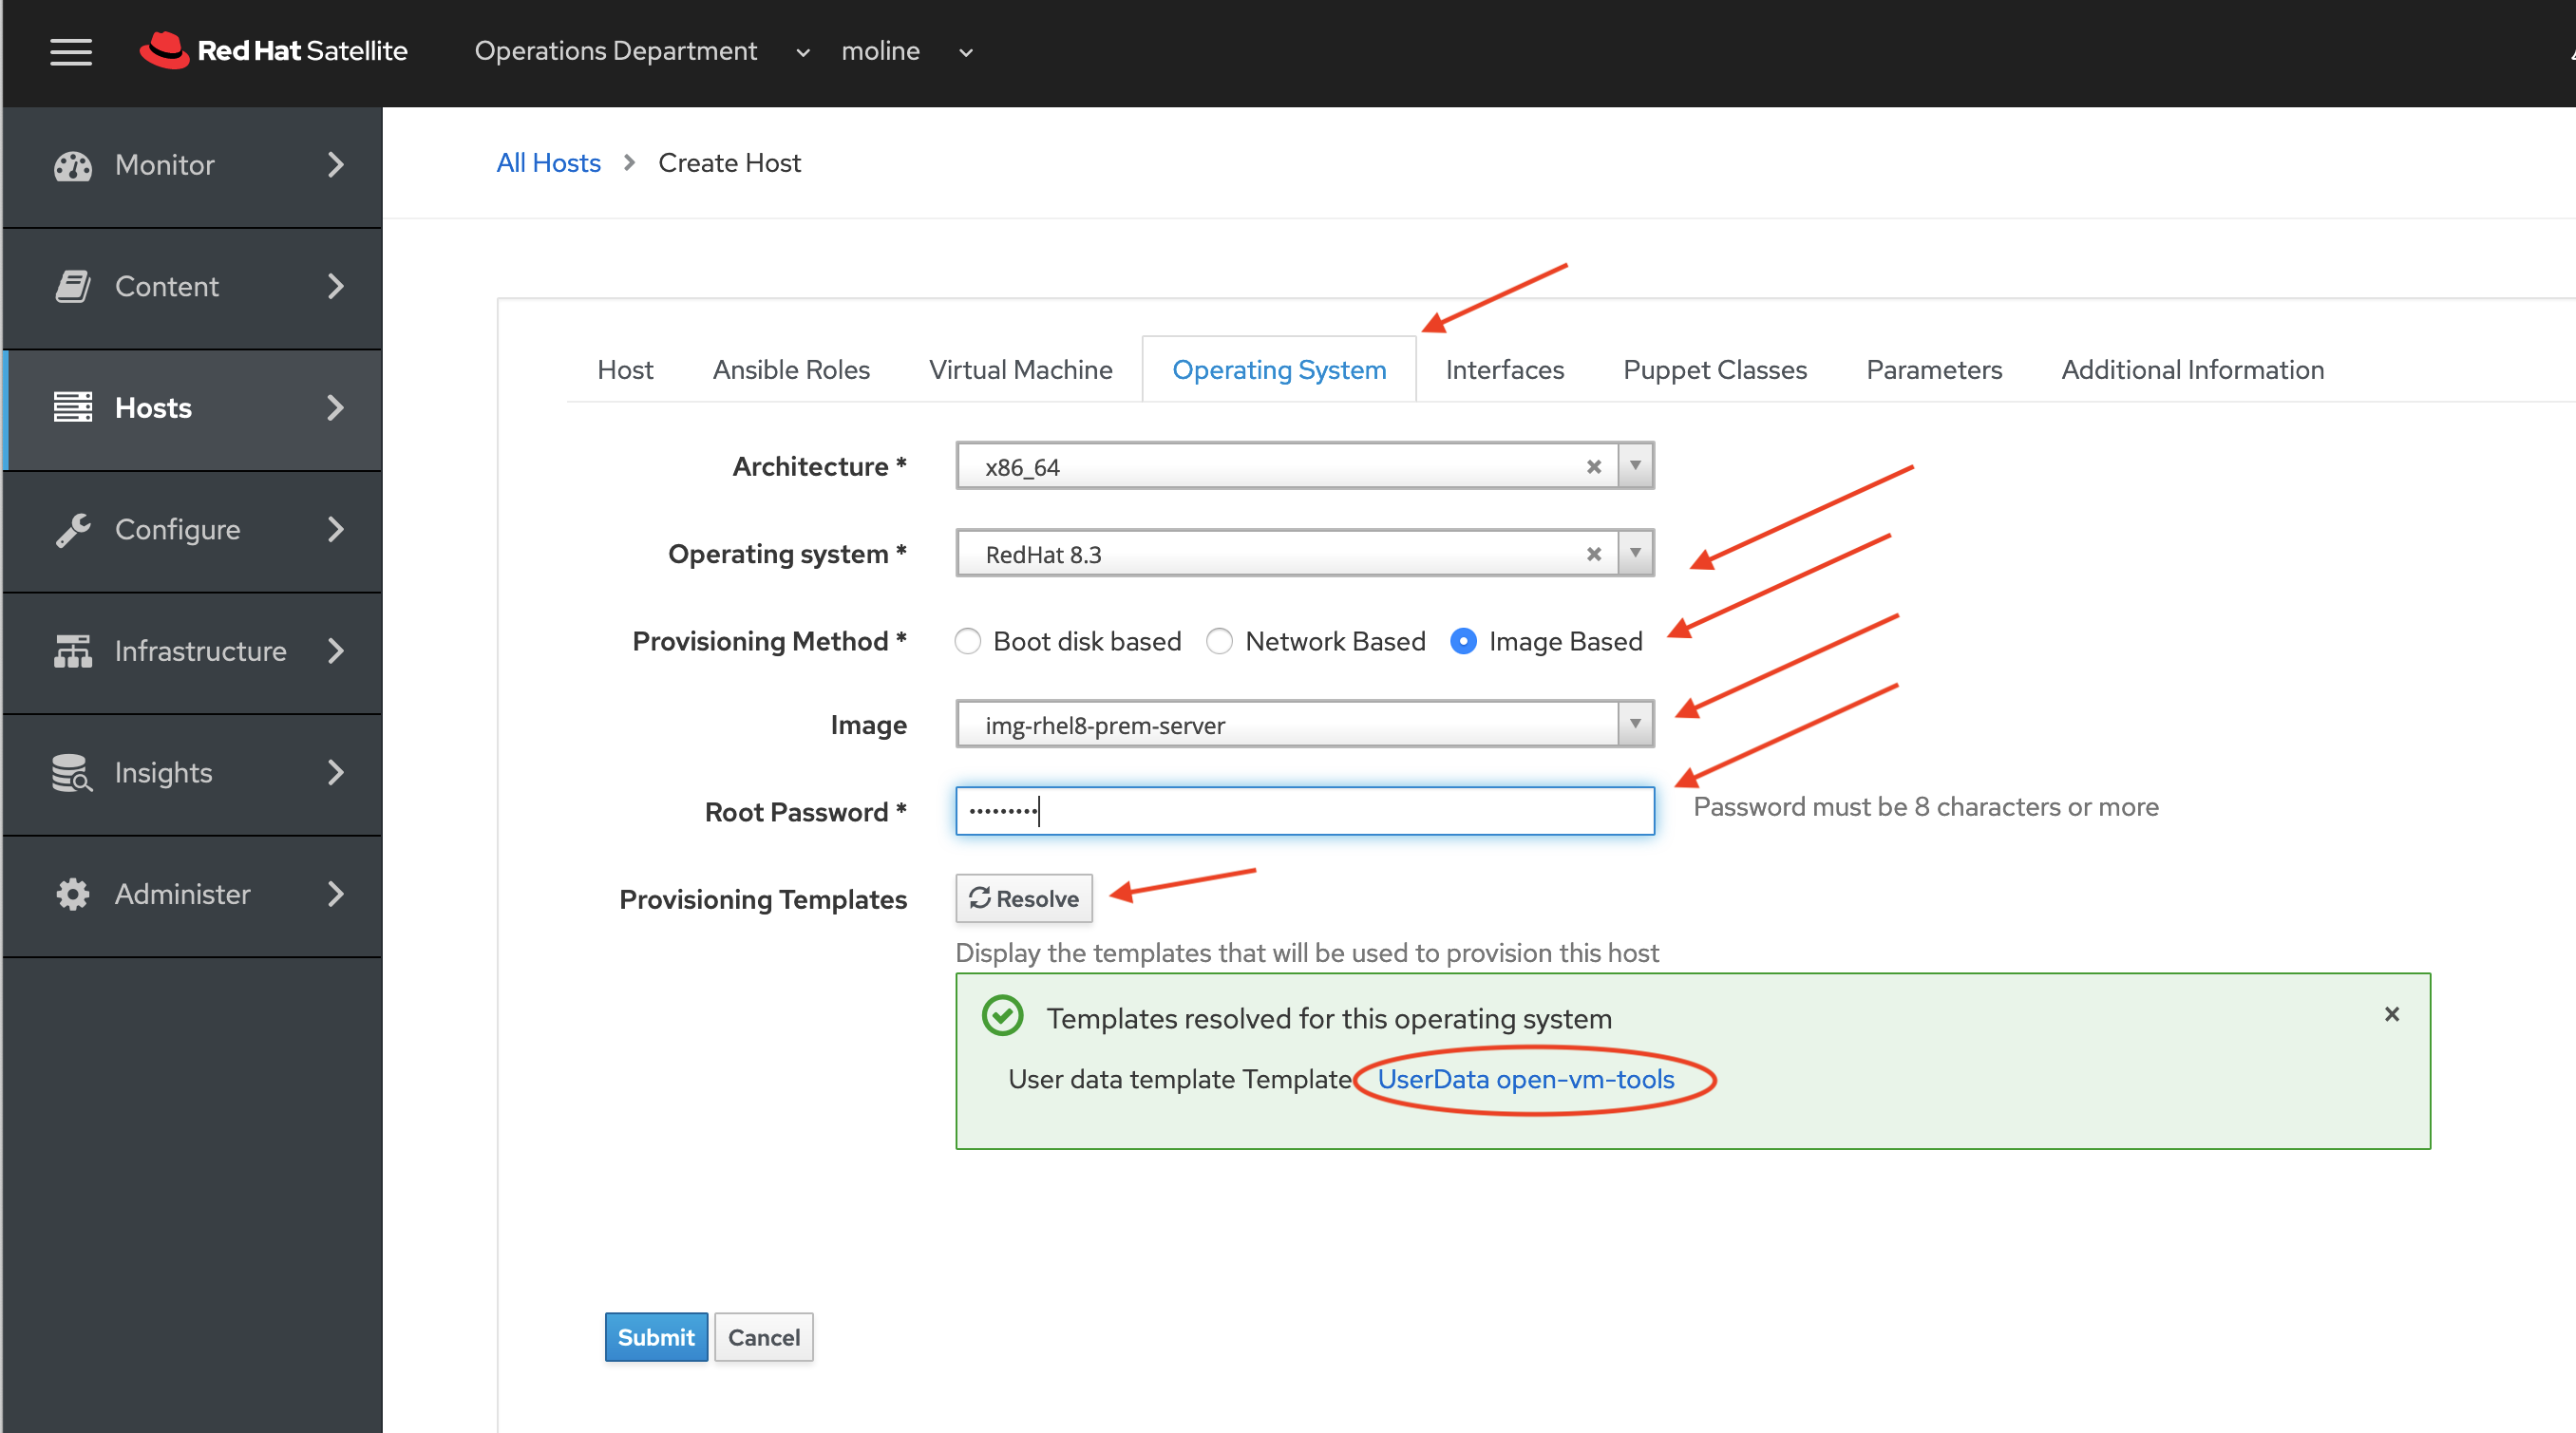 Red Hat Satellite Operations Department moline
Monitor
Content
Hosts
Configure
Infrastructure
Insights
Administer
All Hosts Create Host
Host Ansible Roles Virtual Machine Operating System Interfaces Puppet Classes Parameters Additional Information
Architecture * x86_64
Operating system * RedHat 8.3
Provisioning Method * Boot disk based Network Based Image Based
Image img-rhel8-prem-server
Root Password * ••••••••• Password must be 8 characters or more
Provisioning Templates Resolve
Display the templates that will be used to provision this host
Templates resolved for this operating system
User data template Template UserData open-vm-tools
Submit Cancel